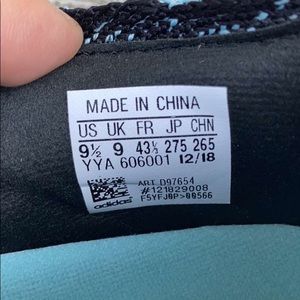 MADE IN CHINA
US UK FR JP CHN
9½ 9 43⅓ 275 265
YYA 606001 12/18
ART D97654
#121829008
adidas F5YFJ0P>00566